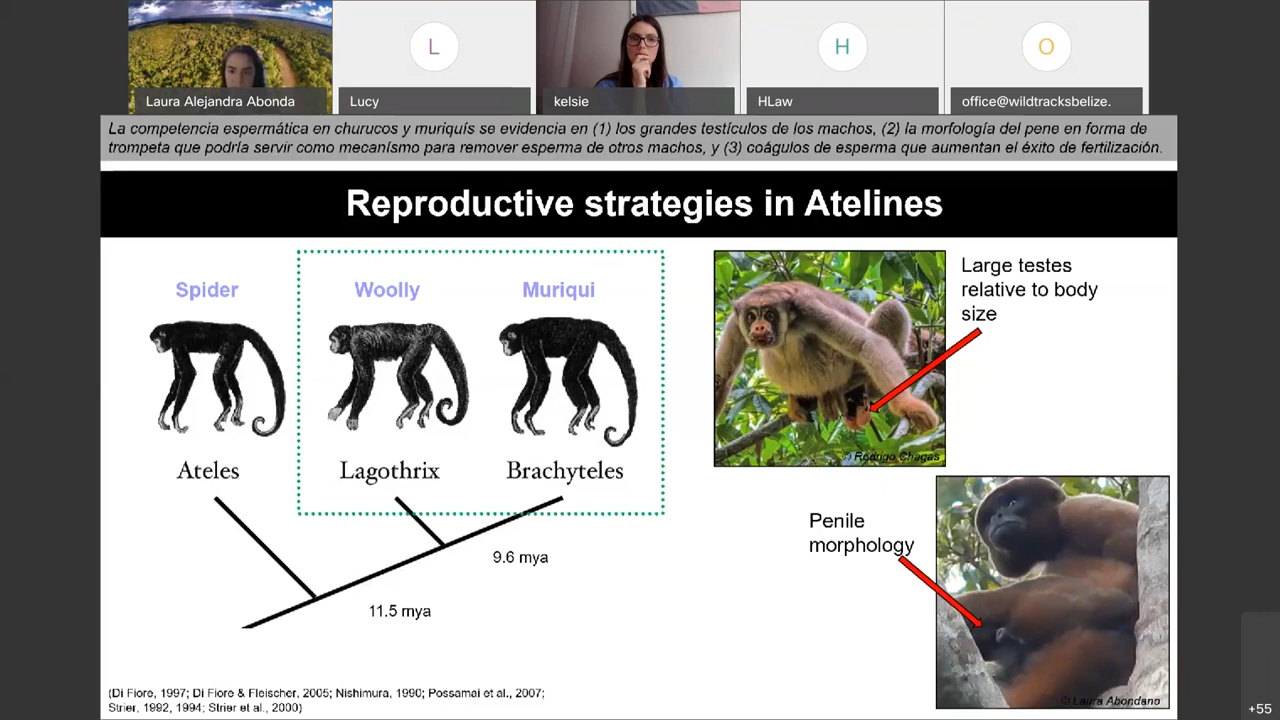 L
H
O
Laura Alejandra Abonda
Lucy
kelsie
HLaw
office@wildtracksbelize.
La competencia espermática en churucos y muriquís se evidencia en (1) los grandes testículos de los machos, (2) la morfología del pene en forma de
trompeta que podría servir como mecanísmo para remover esperma de otros machos, y (3) coágulos de esperma que aumentan el éxito de fertilización.
Reproductive strategies in Atelines
Spider
Woolly
Muriqui
Large testes
relative to body
size
© Rodrigo Chagas
Ateles
Lagothrix
Brachyteles
Penile
morphology
9.6 mya
11.5 mya
(Di Fiore, 1997; Di Fiore & Fleischer, 2005; Nishimura, 1990; Possamai et al., 2007;
Strier, 1992, 1994; Strier et al., 2000)
© Laura Abondano
+55